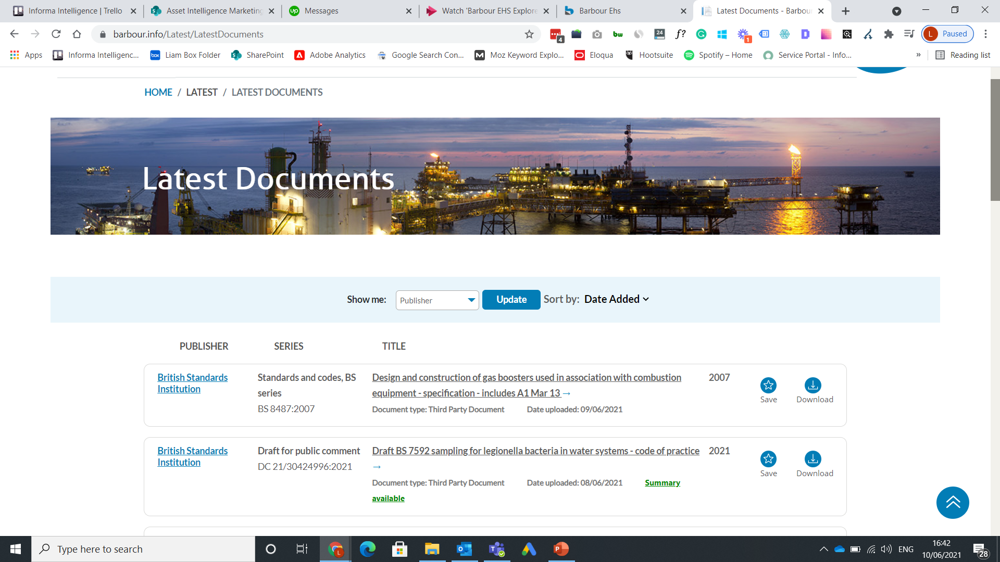 Informa Intelligence | Trello
Asset Intelligence Marketing
Messages
Watch 'Barbour EHS Explore
Barbour Ehs
Latest Documents - Barbour
barbour.info/Latest/LatestDocuments
4
bw
24
f?
1
L Paused
Apps
Informa Intelligenc...
box Liam Box Folder
SharePoint
Adobe Analytics
Google Search Con...
Moz Keyword Explo...
Eloqua
Hootsuite
Spotify – Home
Service Portal - Info...
»
Reading list
HOME / LATEST / LATEST DOCUMENTS
Latest Documents
Show me: Publisher Update Sort by: Date Added
PUBLISHER SERIES TITLE
British Standards
Institution
Standards and codes, BS
series
BS 8487:2007
Design and construction of gas boosters used in association with combustion
equipment - specification - includes A1 Mar 13 →
Document type: Third Party Document Date uploaded: 09/06/2021
2007
Save
Download
British Standards
Institution
Draft for public comment
DC 21/30424996:2021
Draft BS 7592 sampling for legionella bacteria in water systems - code of practice
→
Document type: Third Party Document Date uploaded: 08/06/2021 Summary
available
2021
Save
Download
Type here to search
ENG
16:42
10/06/2021
28